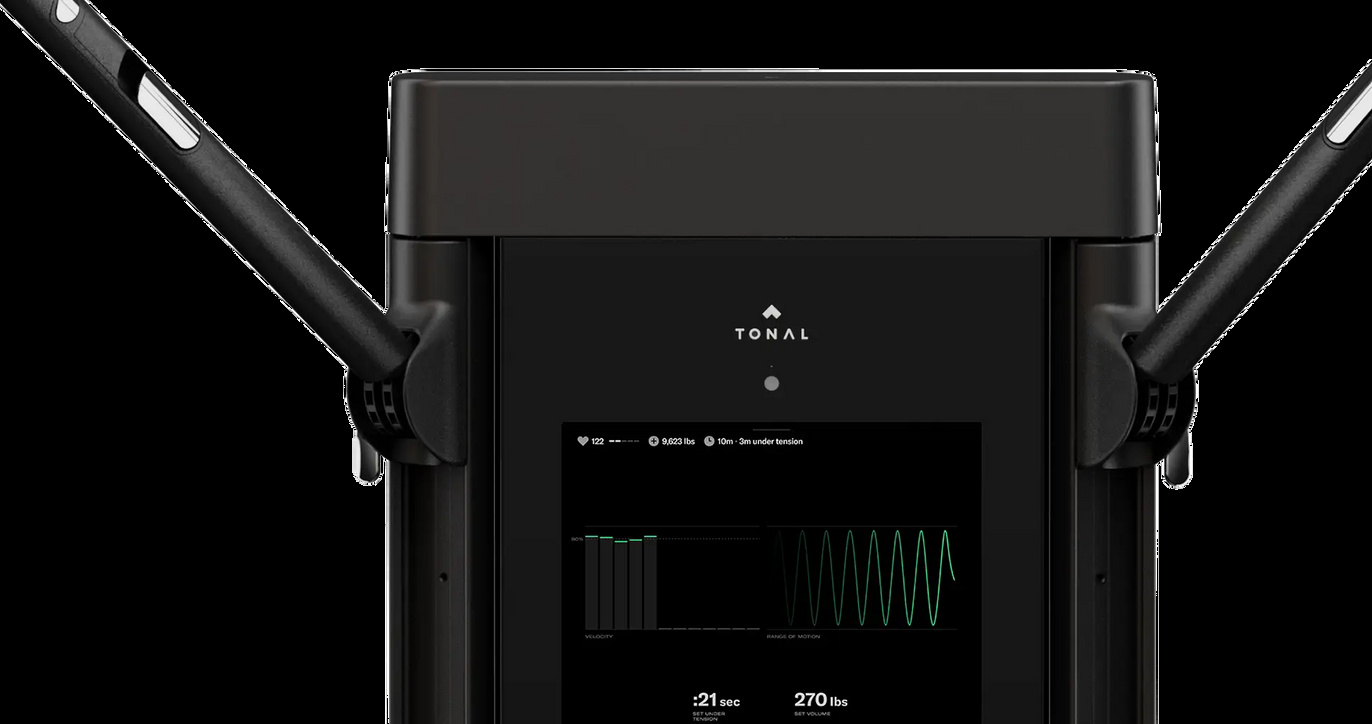 TONAL
122 9,623 lbs 10m · 3m under tension
80%
VELOCITY RANGE OF MOTION
:21 sec 270 lbs
SET UNDER SET VOLUME
TENSION